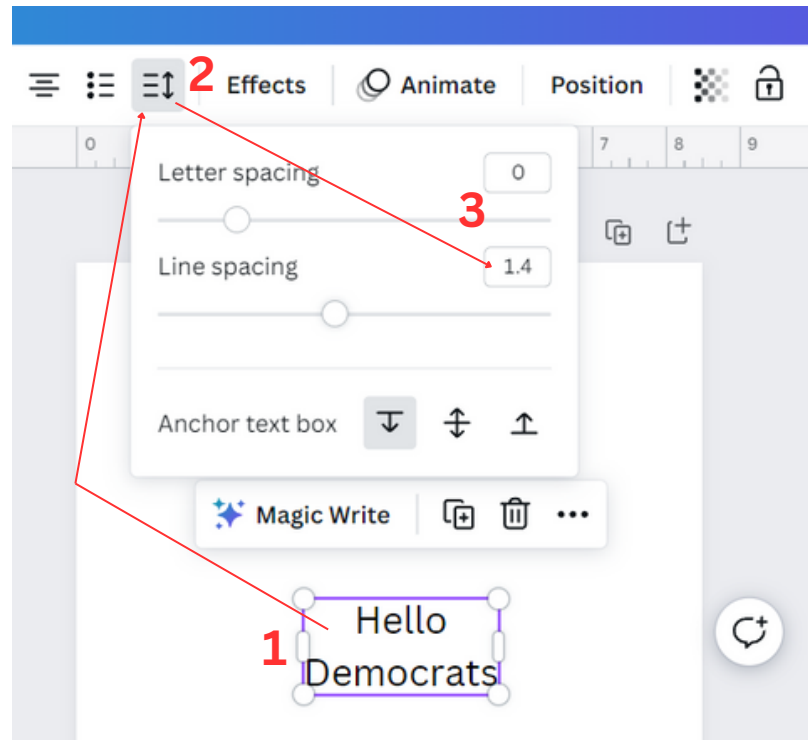 2
Effects
Animate
Position
0
7
8
9
Letter spacing
0
3
Line spacing
1.4
Anchor text box
Magic Write
1
Hello
Democrats